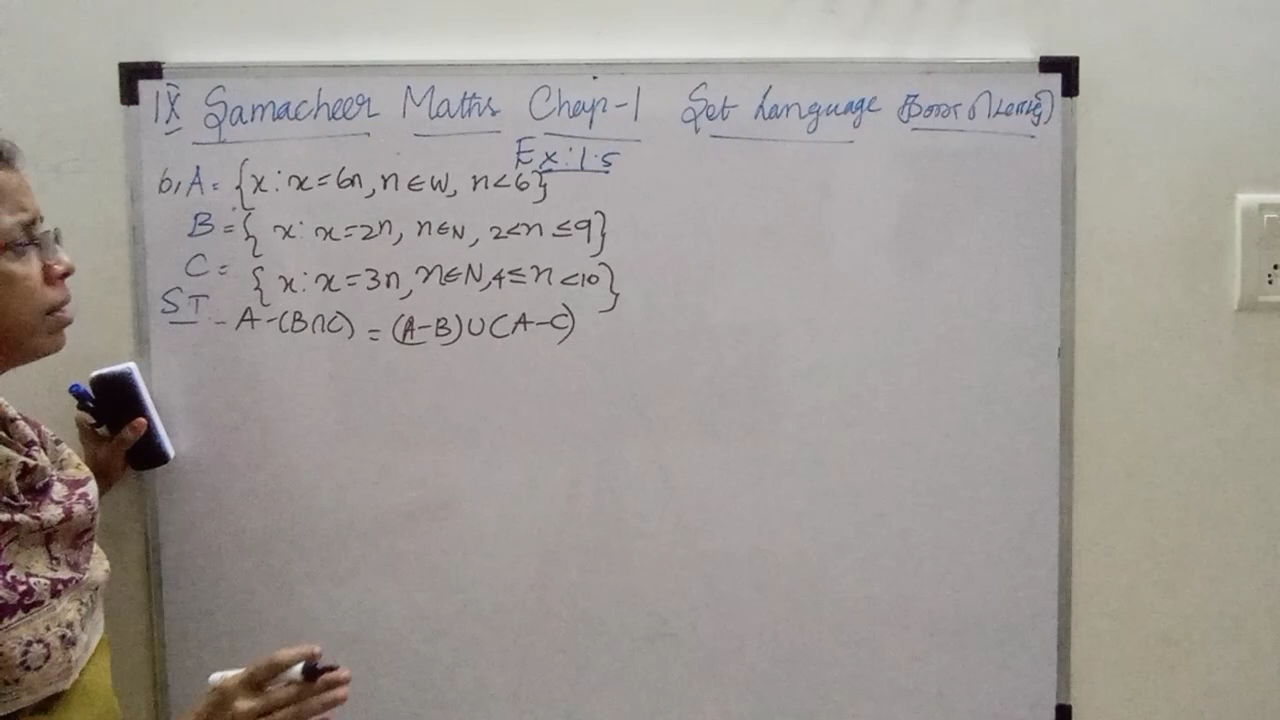 IX Samacheer Maths Chap-1 Set Language
Ex:1.5
6, A = {x : x = 6n, n ∈ W, n < 6}
B = { x : x = 2n, n ∈ N, 2 < n ≤ 9}
C = { x : x = 3n, n ∈ N, 4 ≤ n < 10}
ST - A-(B∩C) = (A-B)∪(A-C)